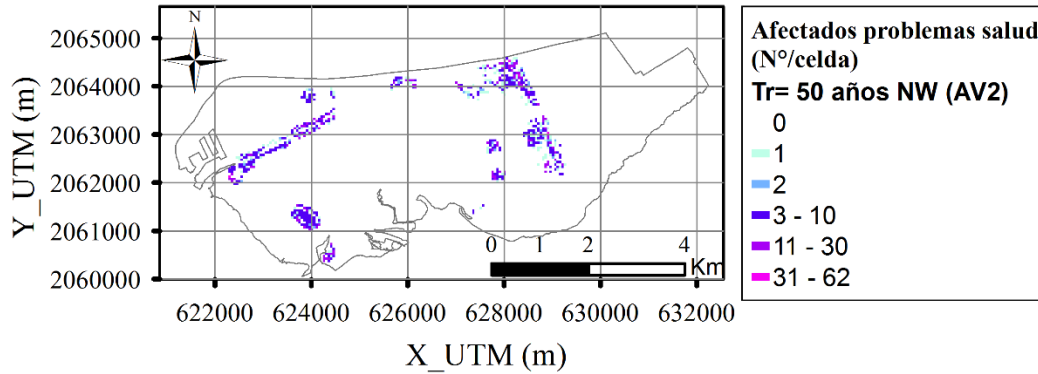 N
2065000
2064000
2063000
2062000
2061000
2060000
Y_UTM (m)
0 1 2 4
Km
622000 624000 626000 628000 630000 632000
X_UTM (m)
Afectados problemas salud
(N°/celda)
Tr= 50 años NW (AV2)
0
1
2
3 - 10
11 - 30
31 - 62